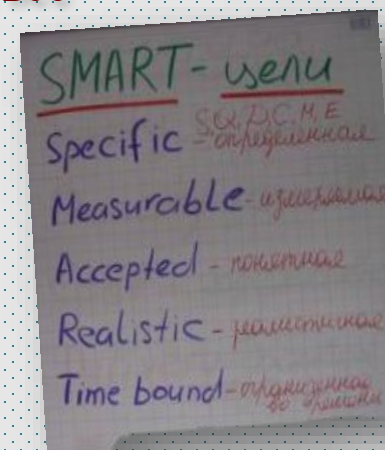 SMART - цели
S, Q, D, C, M, E
Specific - определенная
Measurable - измеряемая
Accepted - понятная
Realistic - реалистичная
Time bound - ограниченная
во времени